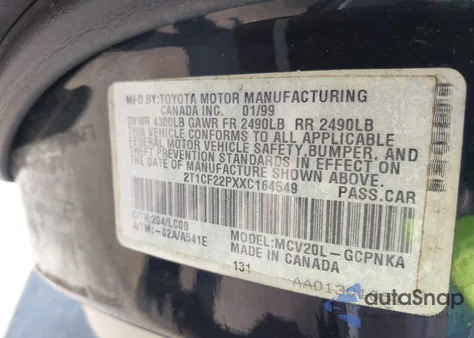 MFD.BY:TOYOTA MOTOR MANUFACTURING
CANADA INC. 01/99
GVWR 4300LB GAWR FR 2490LB RR 2490LB
THIS VEHICLE CONFORMS TO ALL APPLICABLE
FEDERAL MOTOR VEHICLE SAFETY,BUMPER, AND
THEFT PREVENTION STANDARDS IN EFFECT ON
THE DATE OF MANUFACTURE SHOWN ABOVE.
2T1CF22PXXC164549 PASS.CAR
C/TR:204/LC00
A/TM:-02A/A541E MODEL:MCV20L-GCPNKA
MADE IN CANADA
131
autoSnap